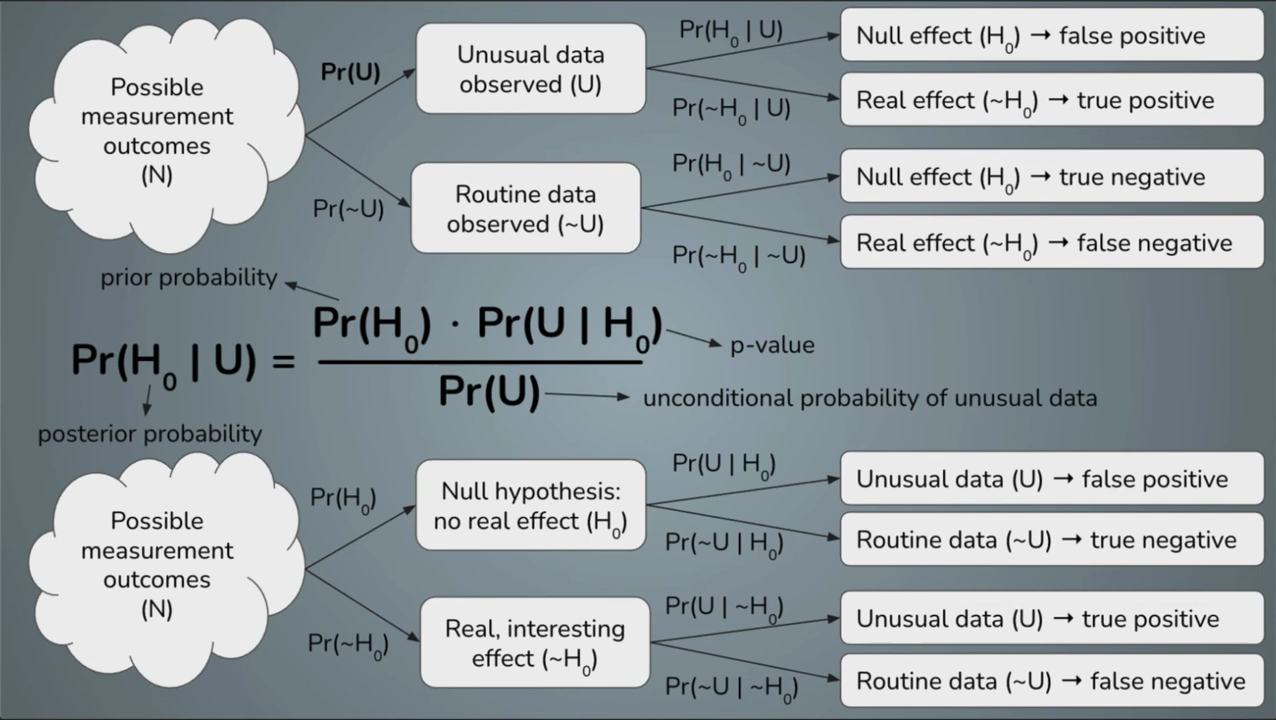 Possible
measurement
outcomes
(N)
Pr(U)
Pr(~U)
Unusual data
observed (U)
Routine data
observed (~U)
Pr(H₀ | U)
Pr(~H₀ | U)
Pr(H₀ | ~U)
Pr(~H₀ | ~U)
Null effect (H₀) → false positive
Real effect (~H₀) → true positive
Null effect (H₀) → true negative
Real effect (~H₀) → false negative
prior probability
Pr(H₀ | U) = Pr(H₀) · Pr(U | H₀)
Pr(U)
p-value
unconditional probability of unusual data
posterior probability
Possible
measurement
outcomes
(N)
Pr(H₀)
Pr(~H₀)
Null hypothesis:
no real effect (H₀)
Real, interesting
effect (~H₀)
Pr(U | H₀)
Pr(~U | H₀)
Pr(U | ~H₀)
Pr(~U | ~H₀)
Unusual data (U) → false positive
Routine data (~U) → true negative
Unusual data (U) → true positive
Routine data (~U) → false negative